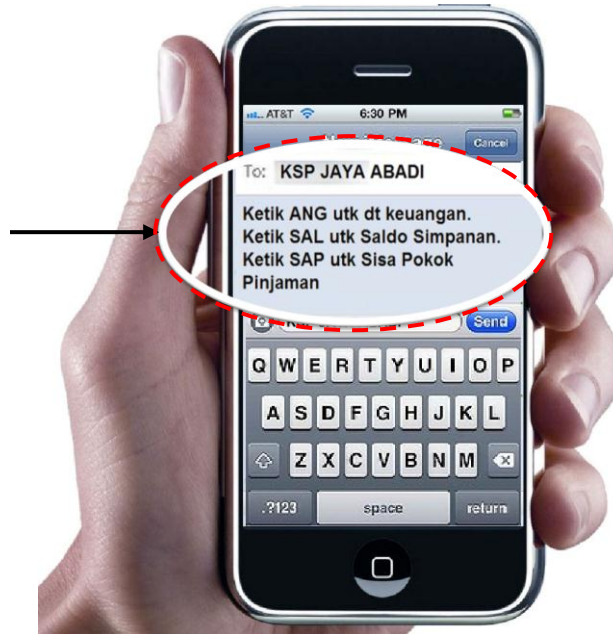 AT&T 6:30 PM
Cancel
To: KSP JAYA ABADI
Ketik ANG utk dt keuangan.
Ketik SAL utk Saldo Simpanan.
Ketik SAP utk Sisa Pokok
Pinjaman
Send
Q W E R T Y U I O P
A S D F G H J K L
Z X C V B N M
.?123 space return